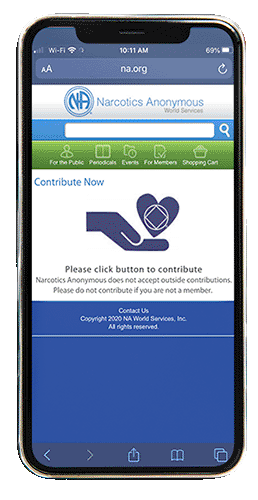 Wi-Fi 10:11 AM 69%
AA na.org
NA Narcotics Anonymous
World Services
For the Public Periodicals Events For Members Shopping Cart
Contribute Now
Please click button to contribute
Narcotics Anonymous does not accept outside contributions.
Please do not contribute if you are not a member.
Contact Us
Copyright 2020 NA World Services, Inc.
All rights reserved.